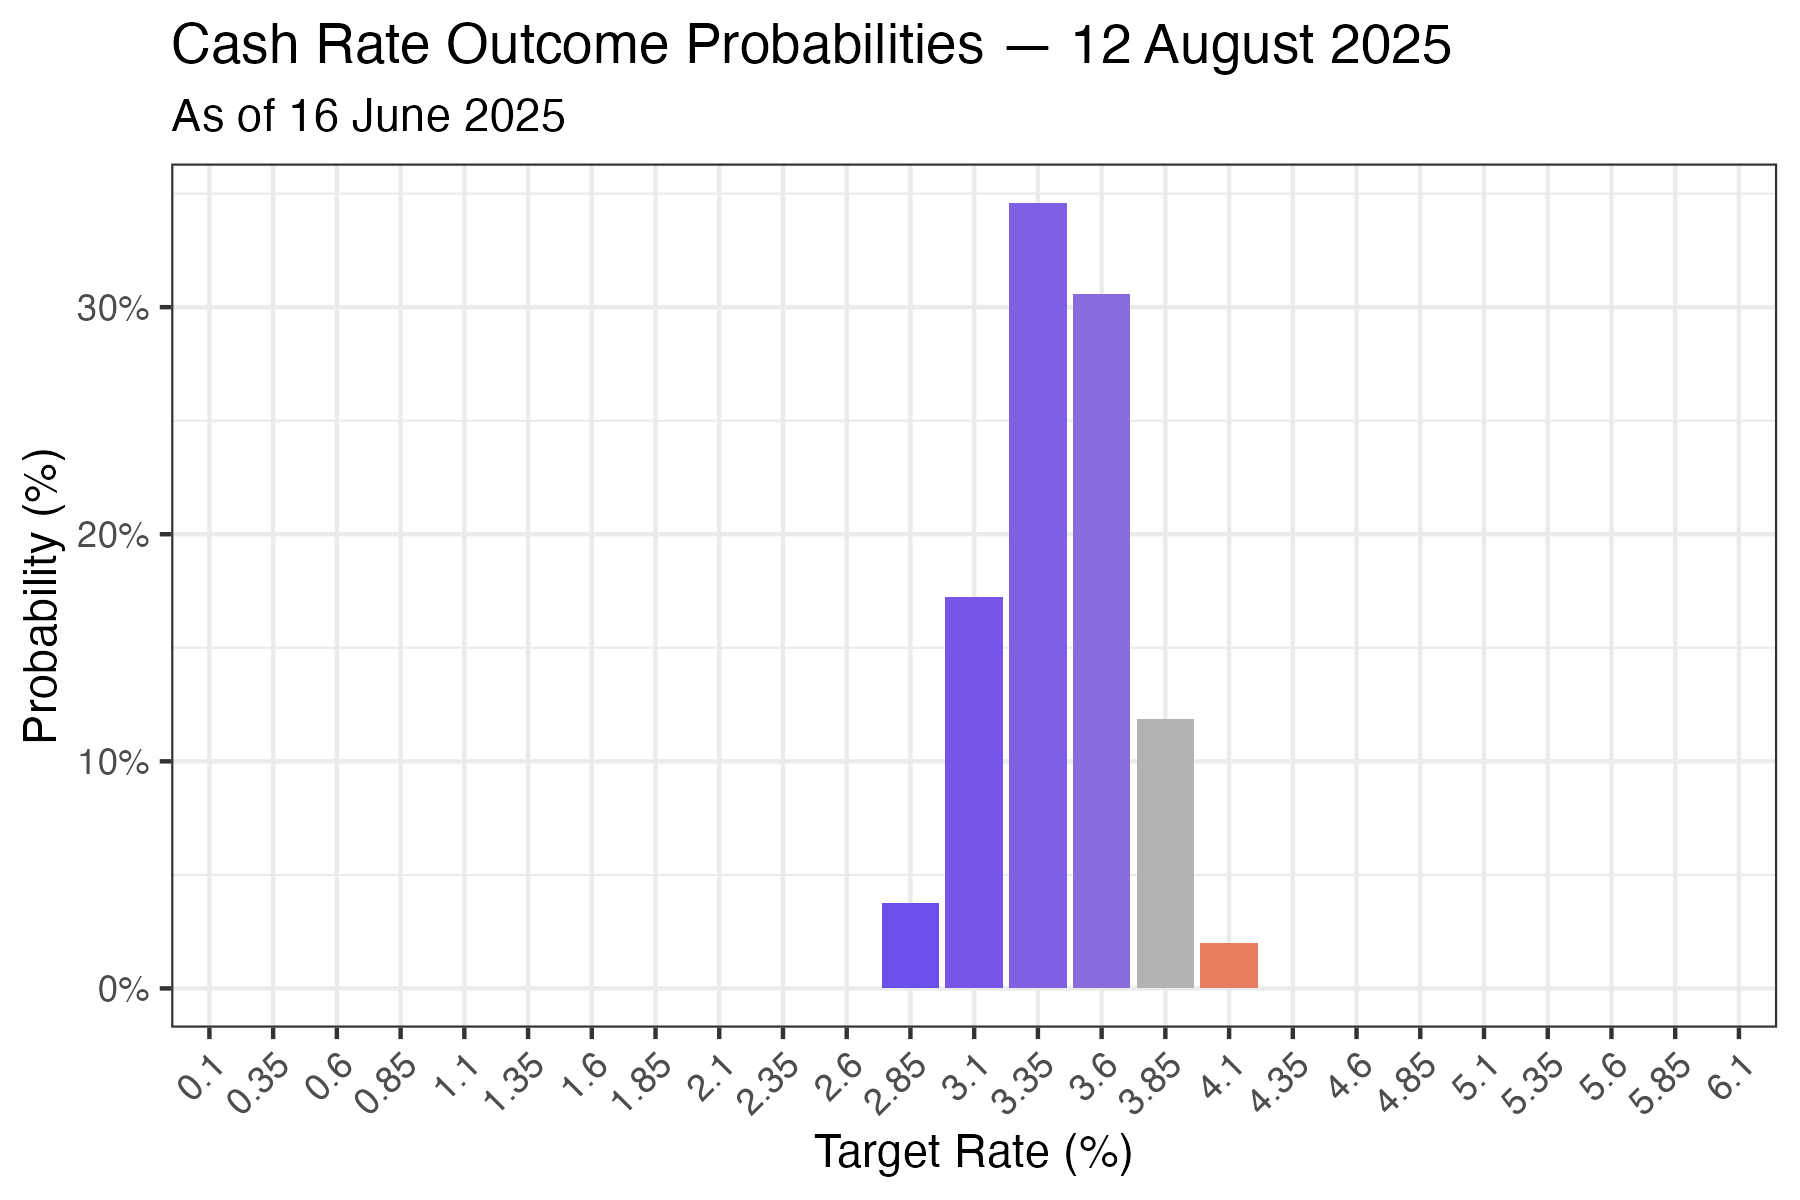 Cash Rate Outcome Probabilities — 12 August 2025
As of 16 June 2025
Probability (%)
30%
20%
10%
0%
0.1 0.35 0.6 0.85 1.1 1.35 1.6 1.85 2.1 2.35 2.6 2.85 3.1 3.35 3.6 3.85 4.1 4.35 4.6 4.85 5.1 5.35 5.6 5.85 6.1
Target Rate (%)